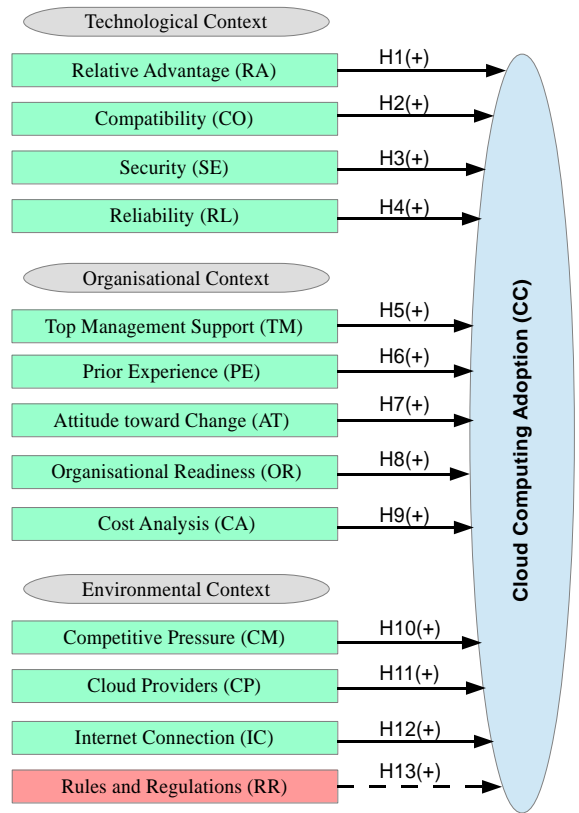 Technological Context
Relative Advantage (RA)
H1(+)
Compatibility (CO)
H2(+)
Security (SE)
H3(+)
Reliability (RL)
H4(+)
Organisational Context
Top Management Support (TM)
H5(+)
Prior Experience (PE)
H6(+)
Attitude toward Change (AT)
H7(+)
Organisational Readiness (OR)
H8(+)
Cost Analysis (CA)
H9(+)
Environmental Context
Competitive Pressure (CM)
H10(+)
Cloud Providers (CP)
H11(+)
Internet Connection (IC)
H12(+)
Rules and Regulations (RR)
H13(+)
Cloud Computing Adoption (CC)